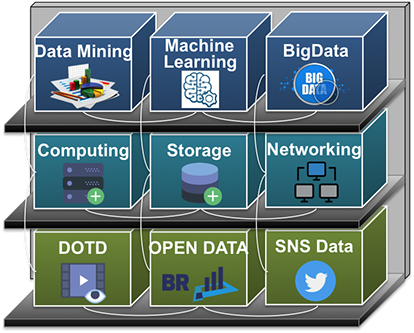 Data Mining
Machine
Learning
BigData
BIG
DATA
Computing
Storage
Networking
DOTD
OPEN DATA
SNS Data
BR